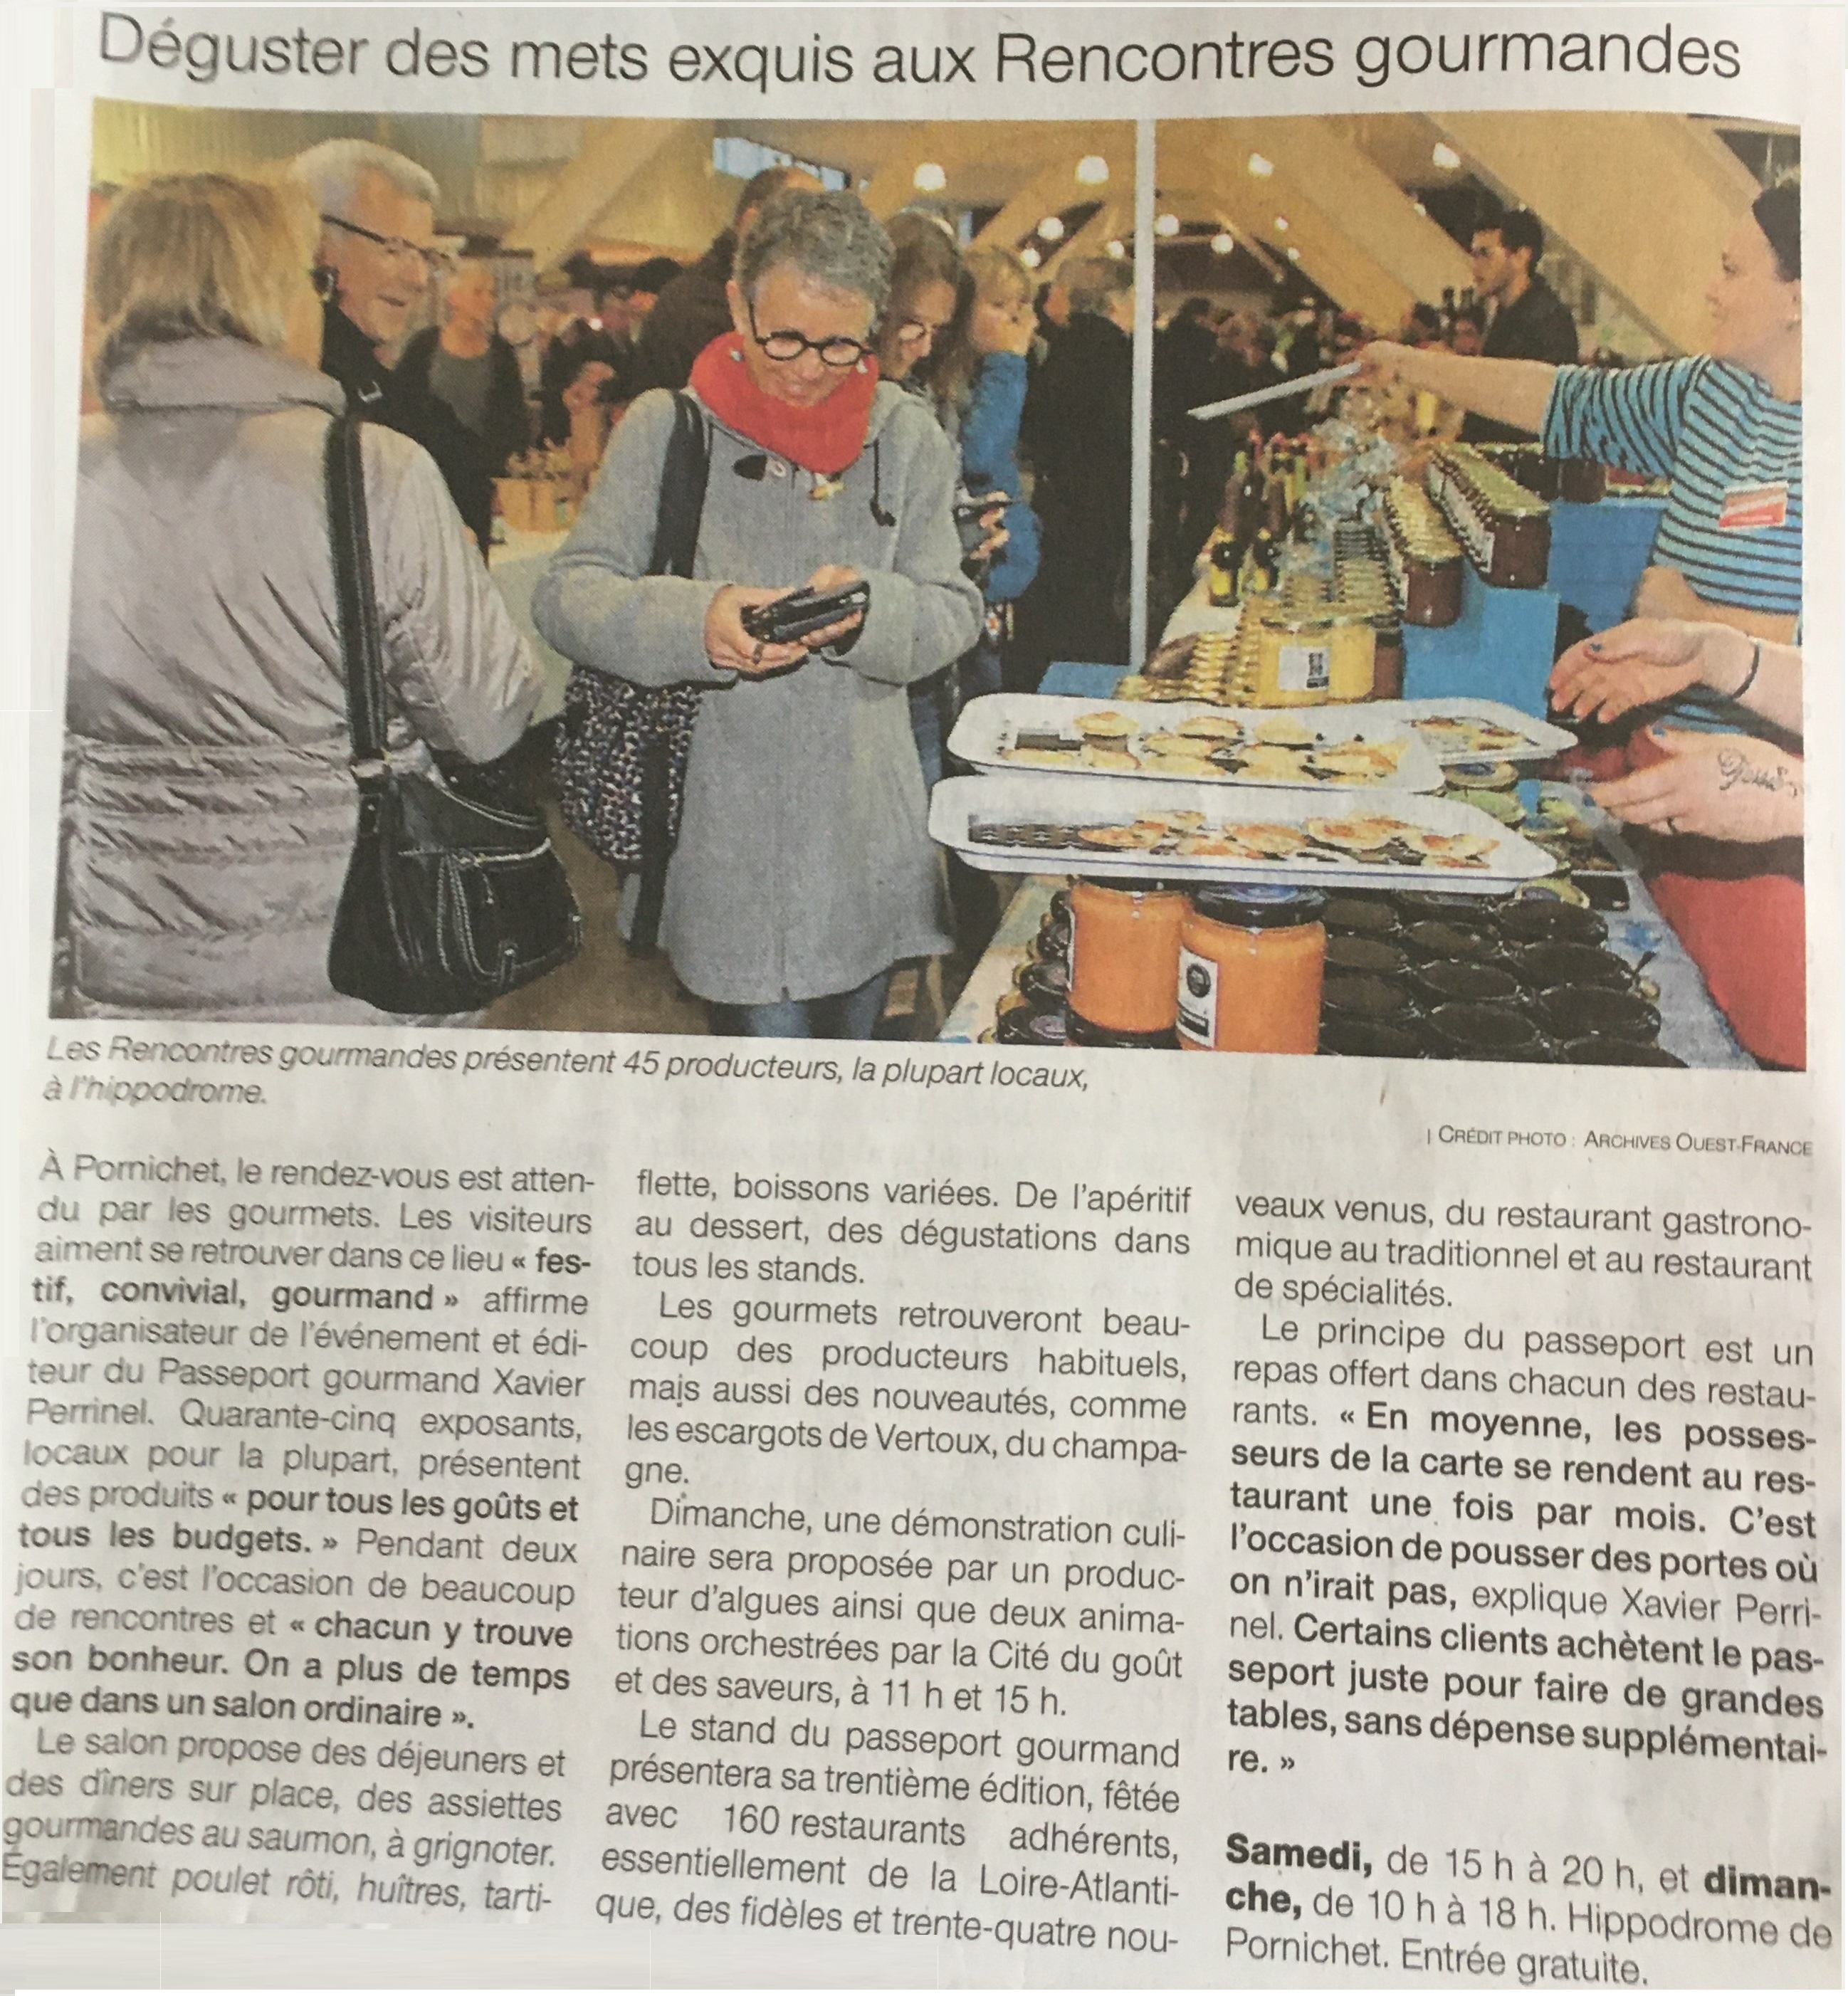 Déguster des mets exquis aux Rencontres gourmandes
Les Rencontres gourmandes présentent 45 producteurs, la plupart locaux,
à l'hippodrome.
| CRÉDIT PHOTO : ARCHIVES OUEST-FRANCE
À Pornichet, le rendez-vous est atten-
du par les gourmets. Les visiteurs
aiment se retrouver dans ce lieu « fes-
tif, convivial, gourmand » affirme
l'organisateur de l'événement et édi-
teur du Passeport gourmand Xavier
Perrinel. Quarante-cinq exposants,
locaux pour la plupart, présentent
des produits « pour tous les goûts et
tous les budgets. » Pendant deux
jours, c'est l'occasion de beaucoup
de rencontres et « chacun y trouve
son bonheur. On a plus de temps
que dans un salon ordinaire ».
Le salon propose des déjeuners et
des dîners sur place, des assiettes
gourmandes au saumon, à grignoter.
Également poulet rôti, huîtres, tarti-
flette, boissons variées. De l'apéritif
au dessert, des dégustations dans
tous les stands.
Les gourmets retrouveront beau-
coup des producteurs habituels,
mais aussi des nouveautés, comme
les escargots de Vertoux, du champa-
gne.
Dimanche, une démonstration culi-
naire sera proposée par un produc-
teur d'algues ainsi que deux anima-
tions orchestrées par la Cité du goût
et des saveurs, à 11 h et 15 h.
Le stand du passeport gourmand
présentera sa trentième édition, fêtée
avec 160 restaurants adhérents,
essentiellement de la Loire-Atlanti-
que, des fidèles et trente-quatre nou-
veaux venus, du restaurant gastrono-
mique au traditionnel et au restaurant
de spécialités.
Le principe du passeport est un
repas offert dans chacun des restau-
rants. « En moyenne, les posses-
seurs de la carte se rendent au res-
taurant une fois par mois. C'est
l'occasion de pousser des portes où
on n'irait pas, explique Xavier Perri-
nel. Certains clients achètent le pas-
seport juste pour faire de grandes
tables, sans dépense supplémentai-
re. »
Samedi, de 15 h à 20 h, et diman-
che, de 10 h à 18 h. Hippodrome de
Pornichet. Entrée gratuite.